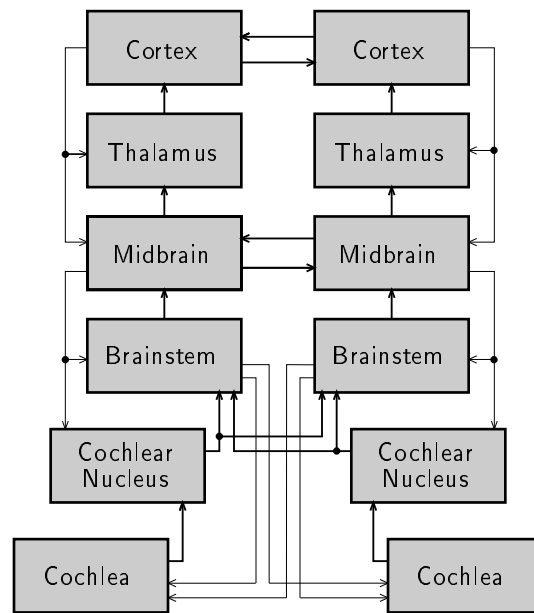 Cortex
Cortex
Thalamus
Thalamus
Midbrain
Midbrain
Brainstem
Brainstem
Cochlear
Nucleus
Cochlear
Nucleus
Cochlea
Cochlea